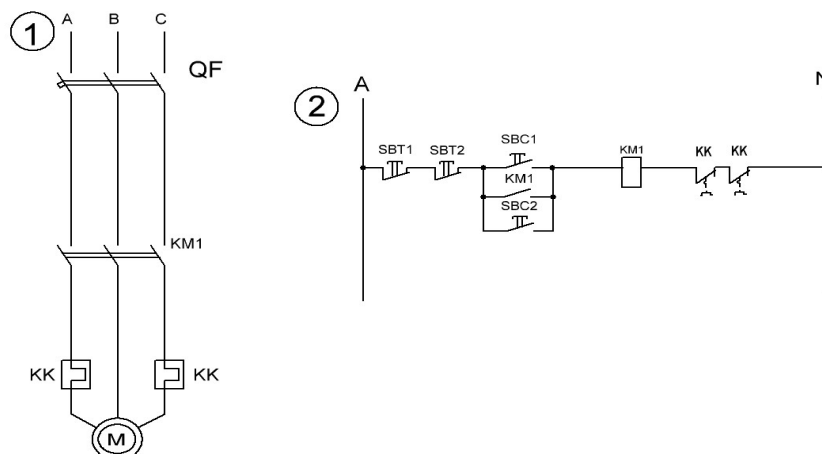 1
A B C
QF
KM1
KK KK
M
2
A N
SBT1 SBT2 SBC1 KM1 KK KK
KM1
SBC2